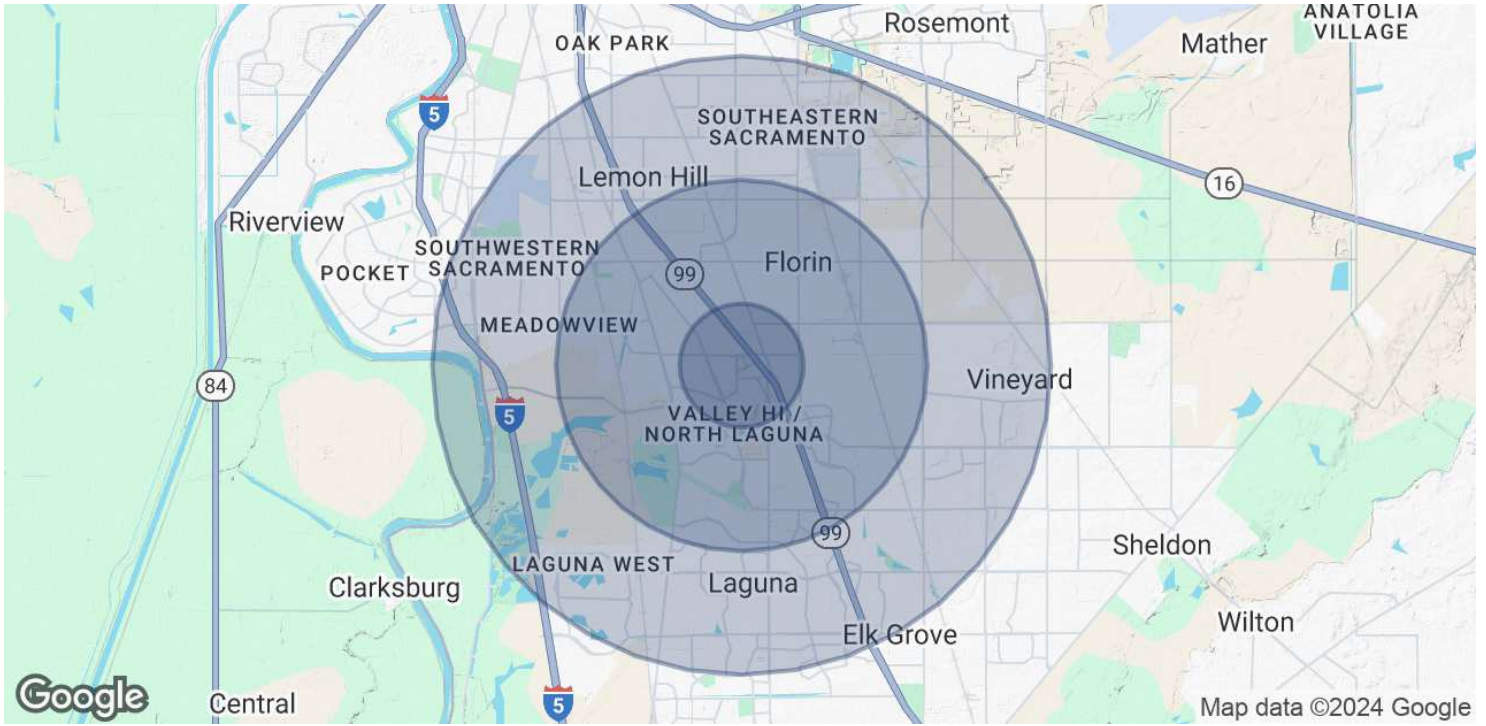 ANATOLIA
VILLAGE
Rosemont
OAK PARK
Mather
5
SOUTHEASTERN
SACRAMENTO
Lemon Hill
16
Riverview
SOUTHWESTERN
SACRAMENTO
POCKET
99
Florin
MEADOWVIEW
84
Vineyard
5
VALLEY HI /
NORTH LAGUNA
99
Sheldon
LAGUNA WEST
Laguna
Clarksburg
Wilton
Elk Grove
Google
Central
5
Map data ©2024 Google